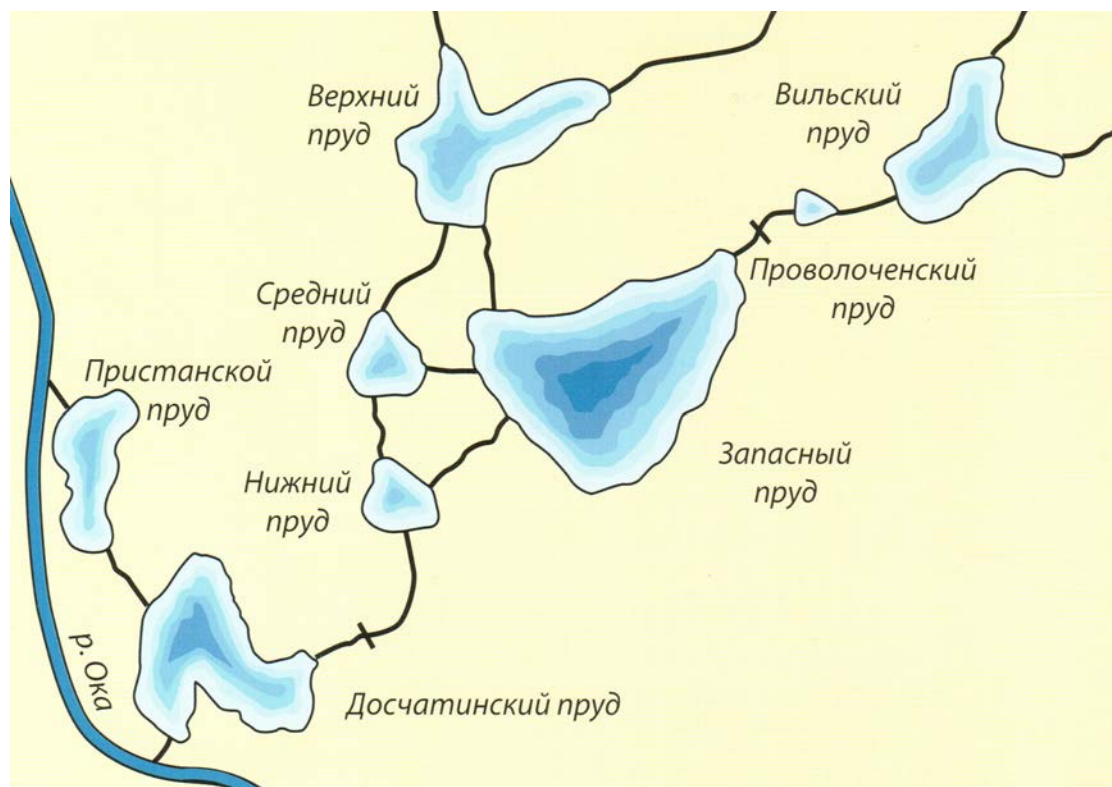 Верхний
пруд
Вильский
пруд
Средний
пруд
Проволоченский
пруд
Пристанской
пруд
Запасный
пруд
Нижний
пруд
р. Ока
Досчатинский пруд